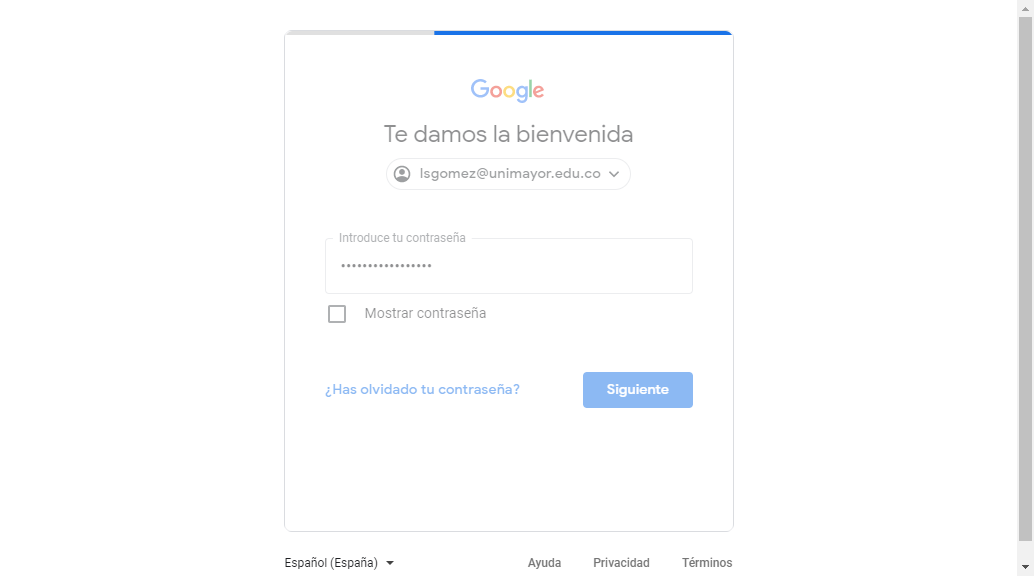 Google
Te damos la bienvenida
lsgomez@unimayor.edu.co
Introduce tu contraseña
•••••••••••••••••
Mostrar contraseña
¿Has olvidado tu contraseña?
Siguiente
Español (España)
Ayuda
Privacidad
Términos